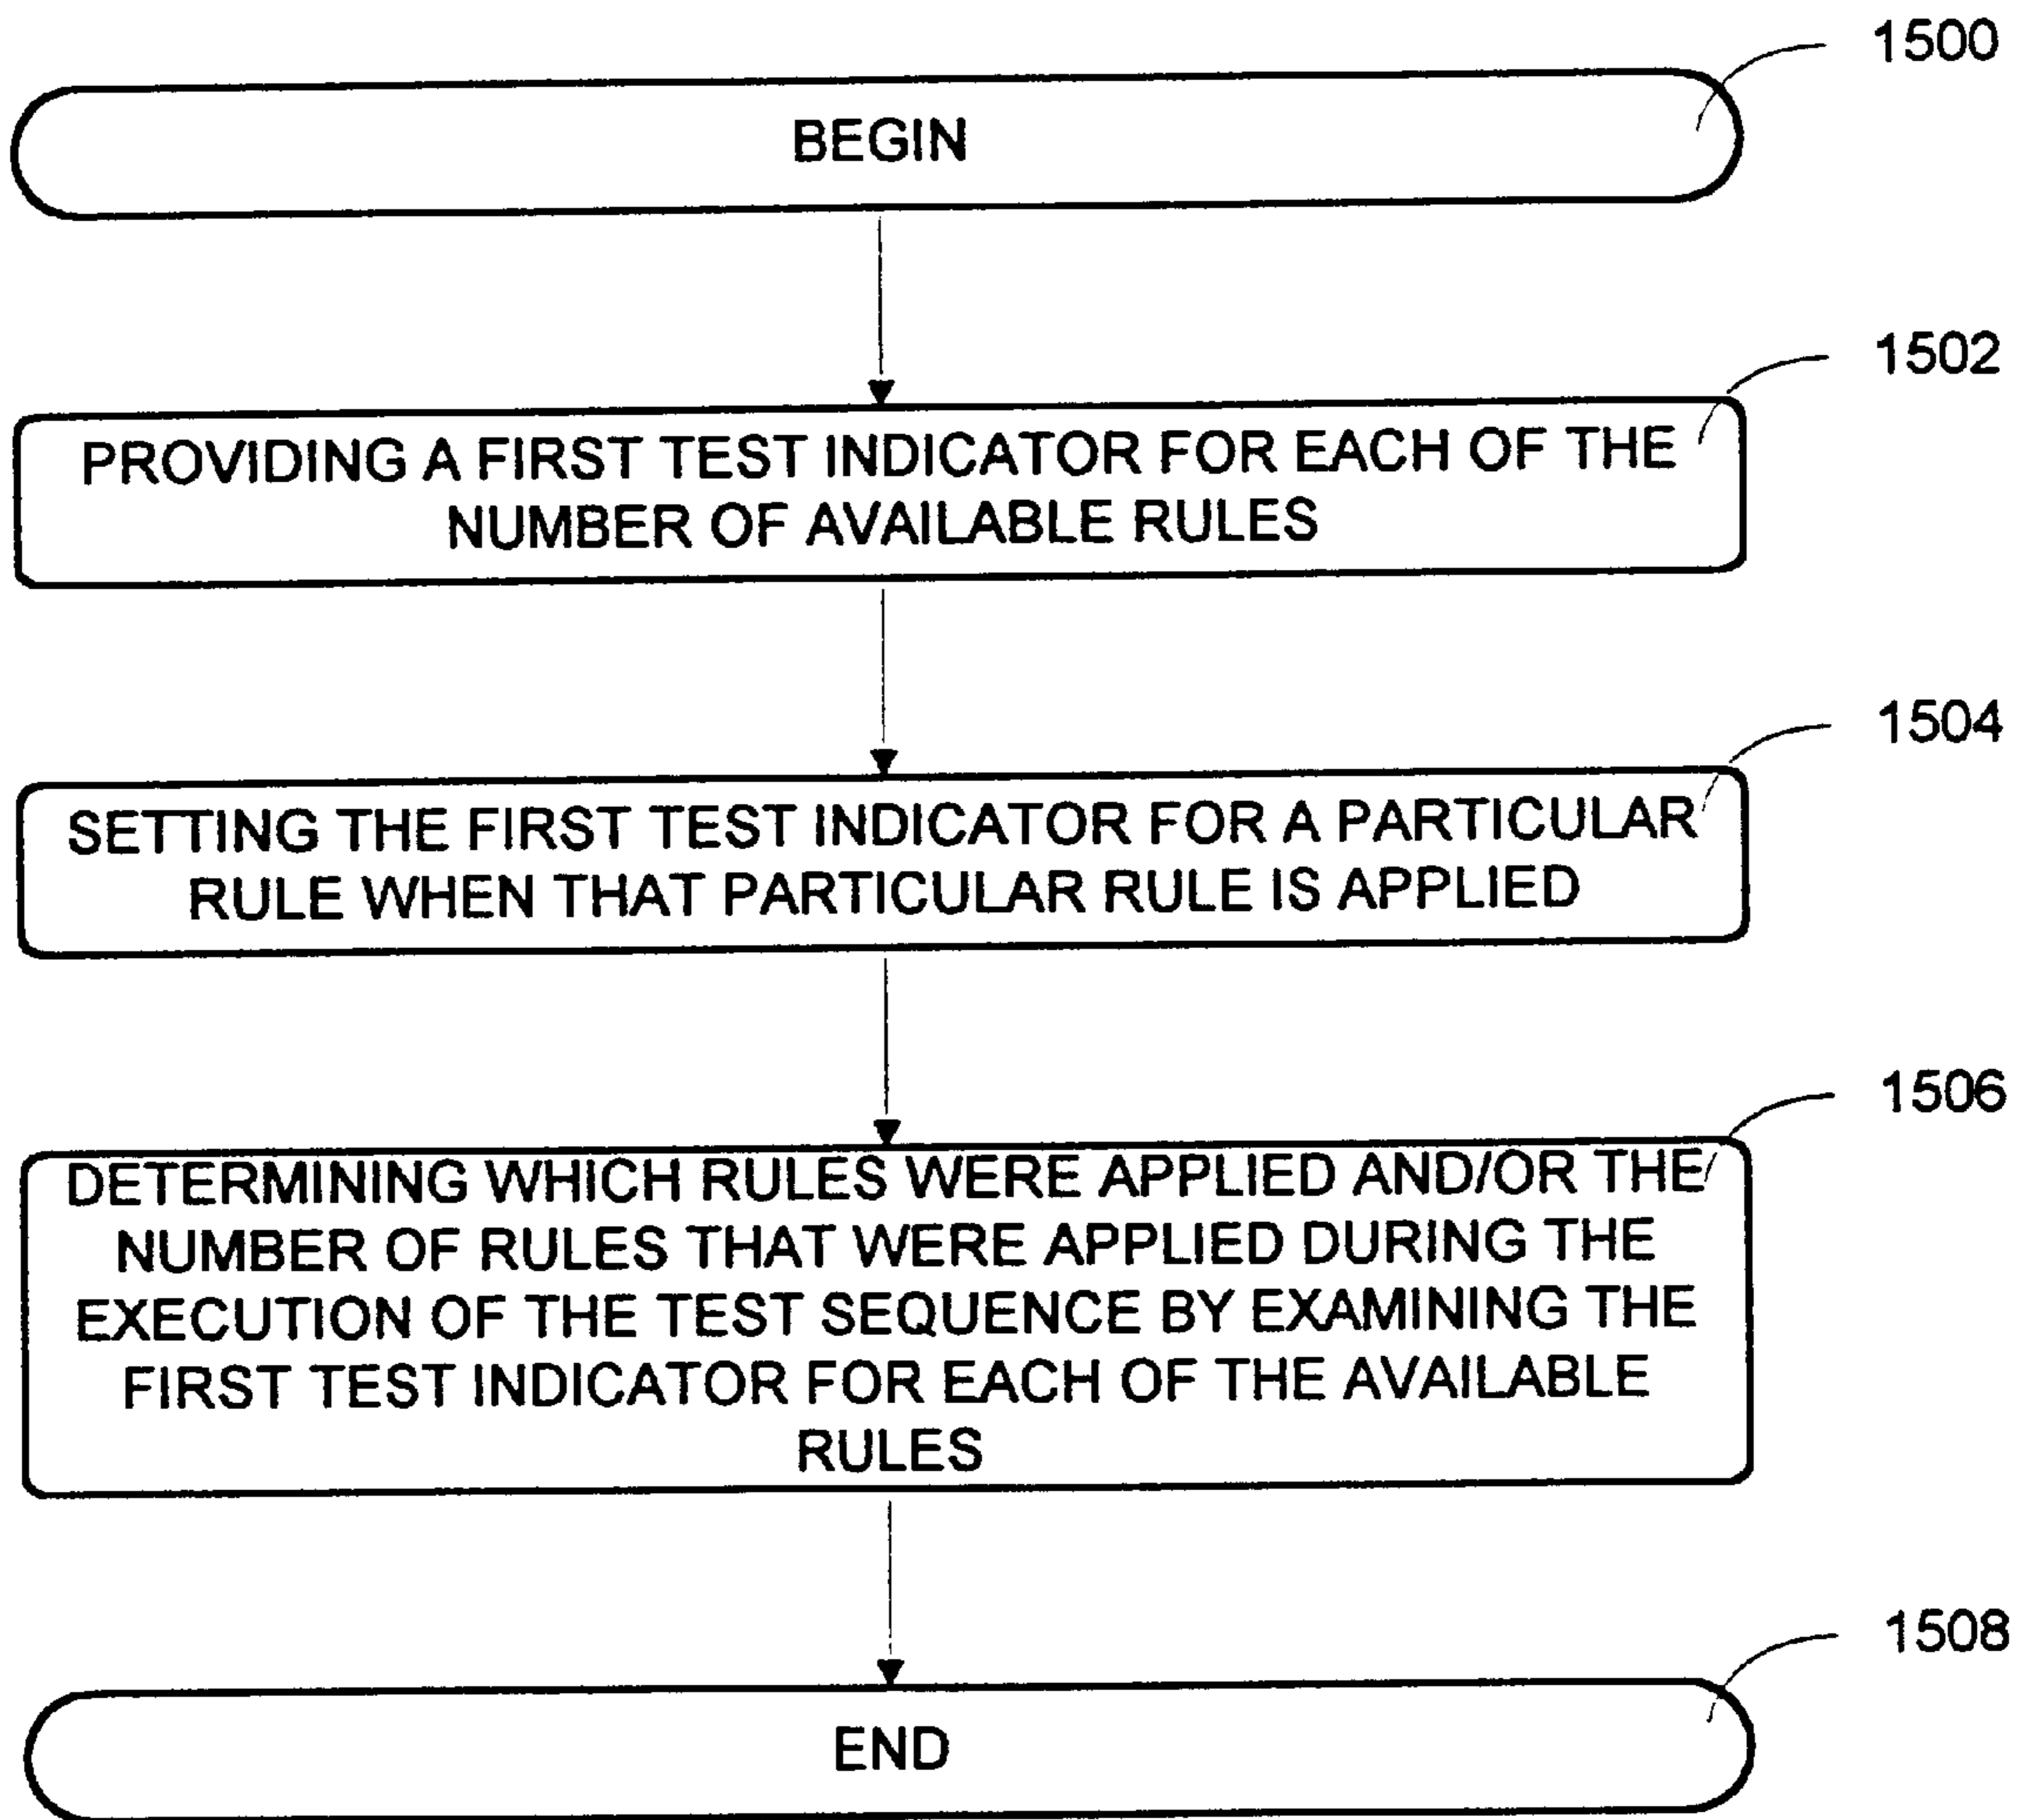 1500
BEGIN
1502
PROVIDING A FIRST TEST INDICATOR FOR EACH OF THE
NUMBER OF AVAILABLE RULES
1504
SETTING THE FIRST TEST INDICATOR FOR A PARTICULAR
RULE WHEN THAT PARTICULAR RULE IS APPLIED
1506
DETERMINING WHICH RULES WERE APPLIED AND/OR THE
NUMBER OF RULES THAT WERE APPLIED DURING THE
EXECUTION OF THE TEST SEQUENCE BY EXAMINING THE
FIRST TEST INDICATOR FOR EACH OF THE AVAILABLE
RULES
1508
END